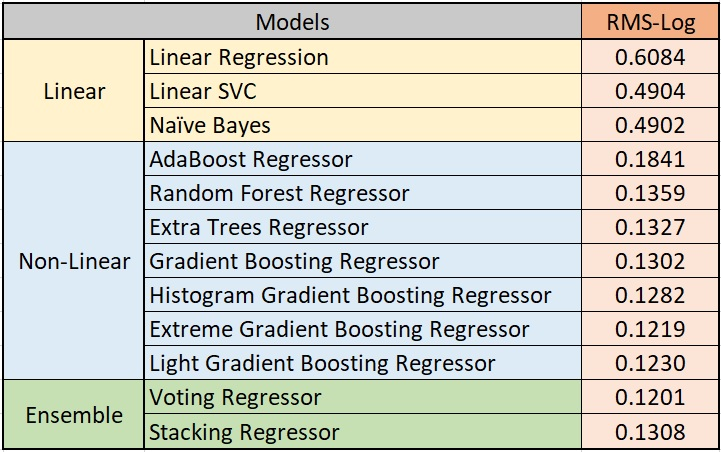 Models RMS-Log
Linear
Linear Regression 0.6084
Linear SVC 0.4904
Naïve Bayes 0.4902
Non-Linear
AdaBoost Regressor 0.1841
Random Forest Regressor 0.1359
Extra Trees Regressor 0.1327
Gradient Boosting Regressor 0.1302
Histogram Gradient Boosting Regressor 0.1282
Extreme Gradient Boosting Regressor 0.1219
Light Gradient Boosting Regressor 0.1230
Ensemble
Voting Regressor 0.1201
Stacking Regressor 0.1308